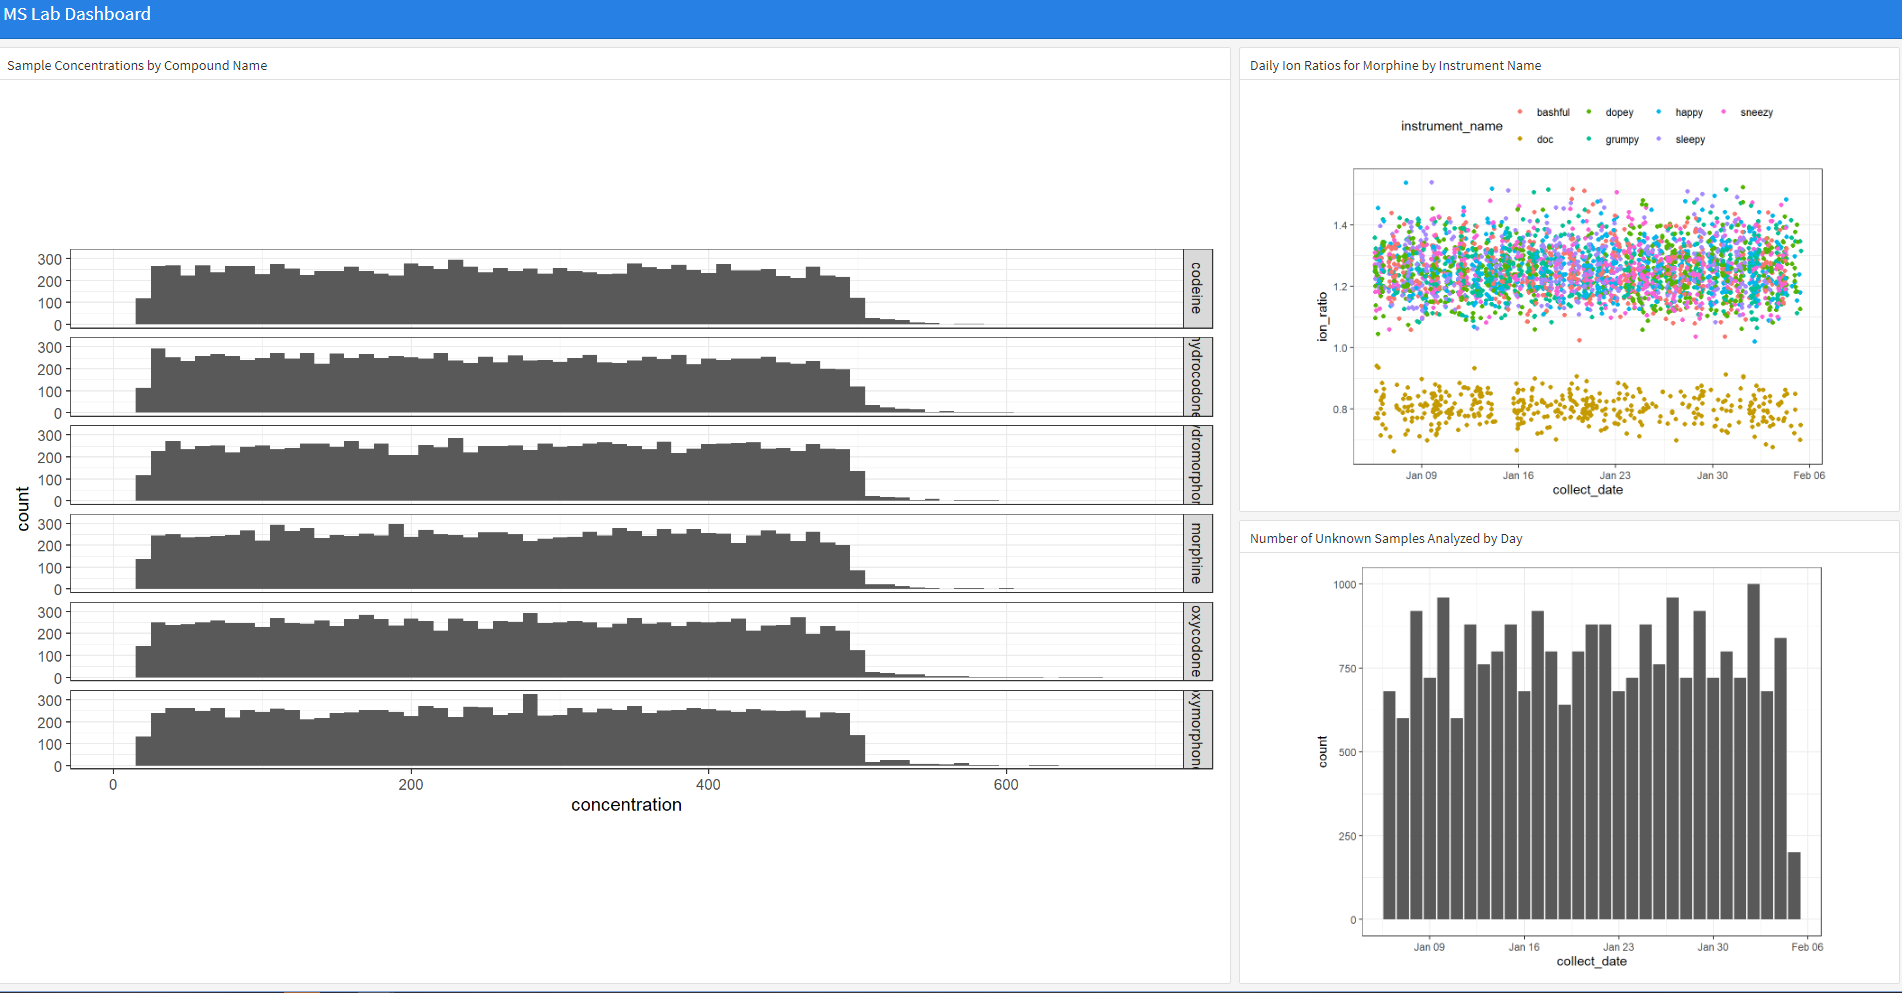 MS Lab Dashboard
Sample Concentrations by Compound Name
300
200
100
0
codeine
300
200
100
0
hydrocodone
300
200
100
0
ydromorphor
300
200
100
0
morphine
300
200
100
0
oxycodone
300
200
100
0
oxymorphone
count
0 200 400 600
concentration
Daily Ion Ratios for Morphine by Instrument Name
instrument_name
bashful dopey happy sneezy
doc grumpy sleepy
1.4
1.2
1.0
0.8
ion_ratio
Jan 09 Jan 16 Jan 23 Jan 30 Feb 06
collect_date
Number of Unknown Samples Analyzed by Day
1000
750
500
250
0
count
Jan 09 Jan 16 Jan 23 Jan 30 Feb 06
collect_date